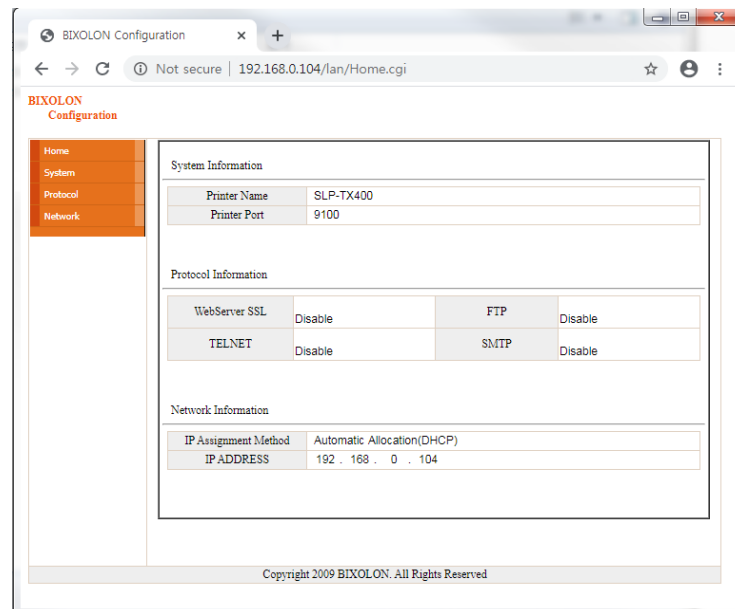 BIXOLON Configuration
Not secure | 192.168.0.104/lan/Home.cgi
BIXOLON
Configuration
Home
System
Protocol
Network
System Information
Printer Name SLP-TX400
Printer Port 9100
Protocol Information
WebServer SSL Disable FTP Disable
TELNET Disable SMTP Disable
Network Information
IP Assignment Method Automatic Allocation(DHCP)
IP ADDRESS 192 . 168 . 0 . 104
Copyright 2009 BIXOLON. All Rights Reserved